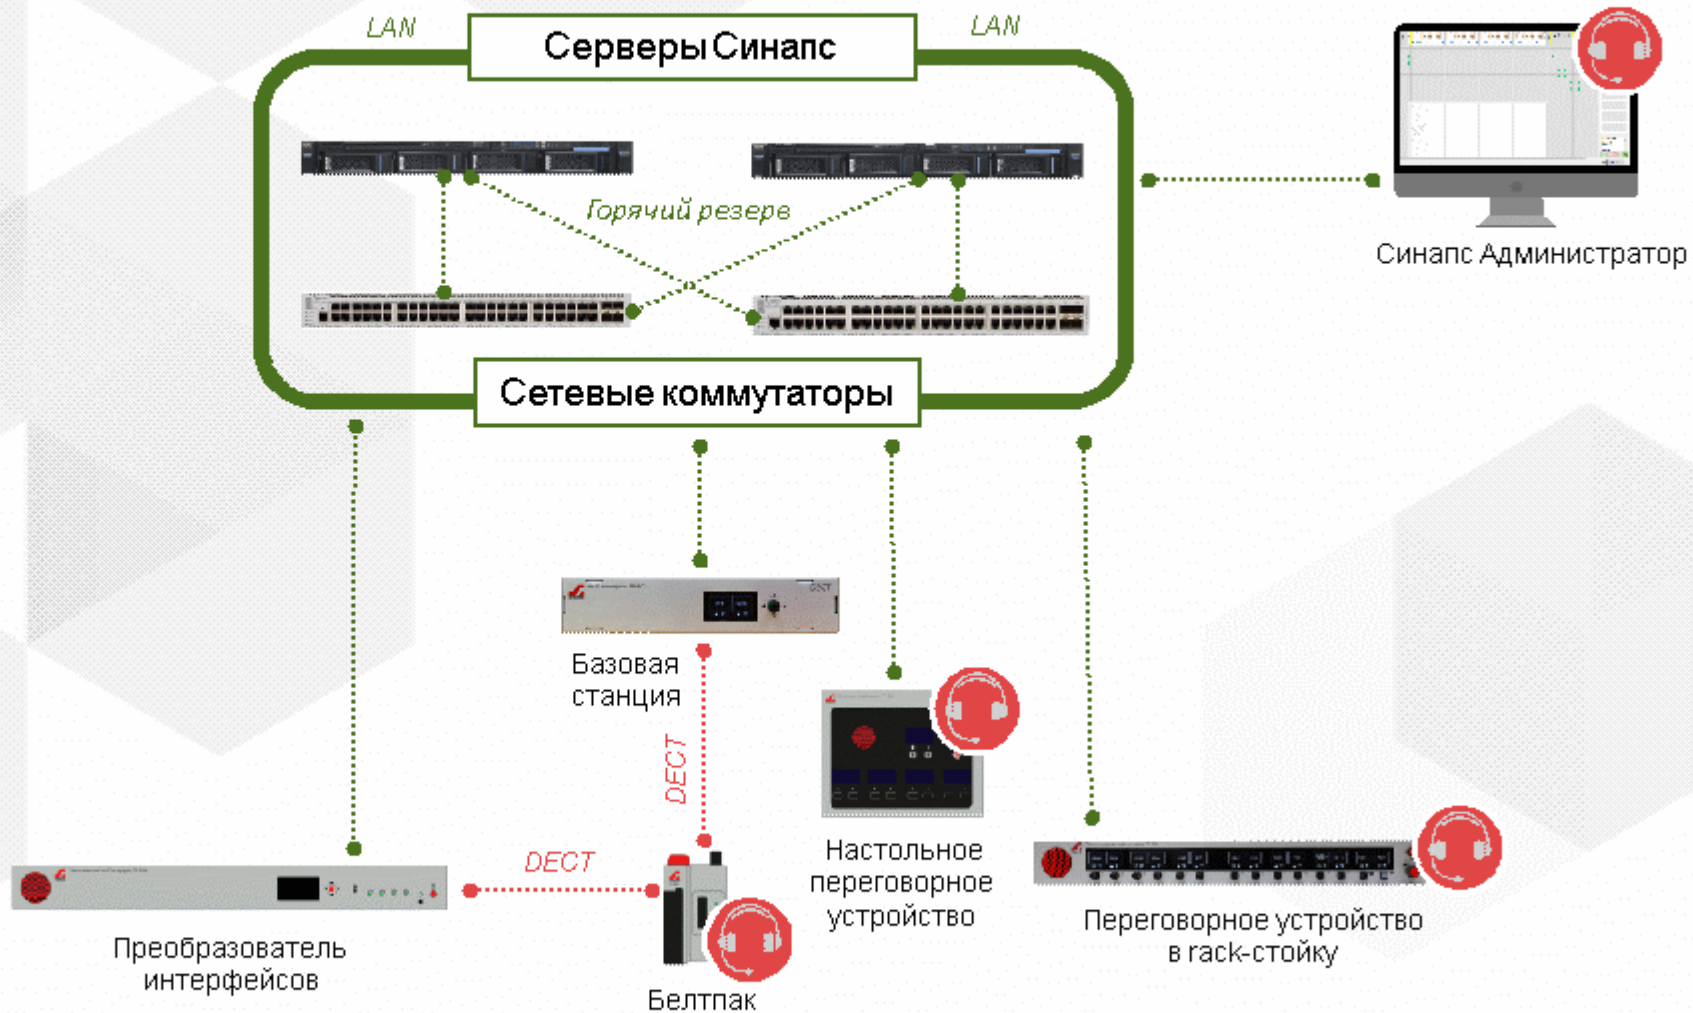 LAN
Серверы Синапс
LAN
Горячий резерв
Синапс Администратор
Сетевые коммутаторы
Базовая
станция
DECT
DECT
Настольное
переговорное
устройство
Переговорное устройство
в rack-стойку
Преобразователь
интерфейсов
Белтпак